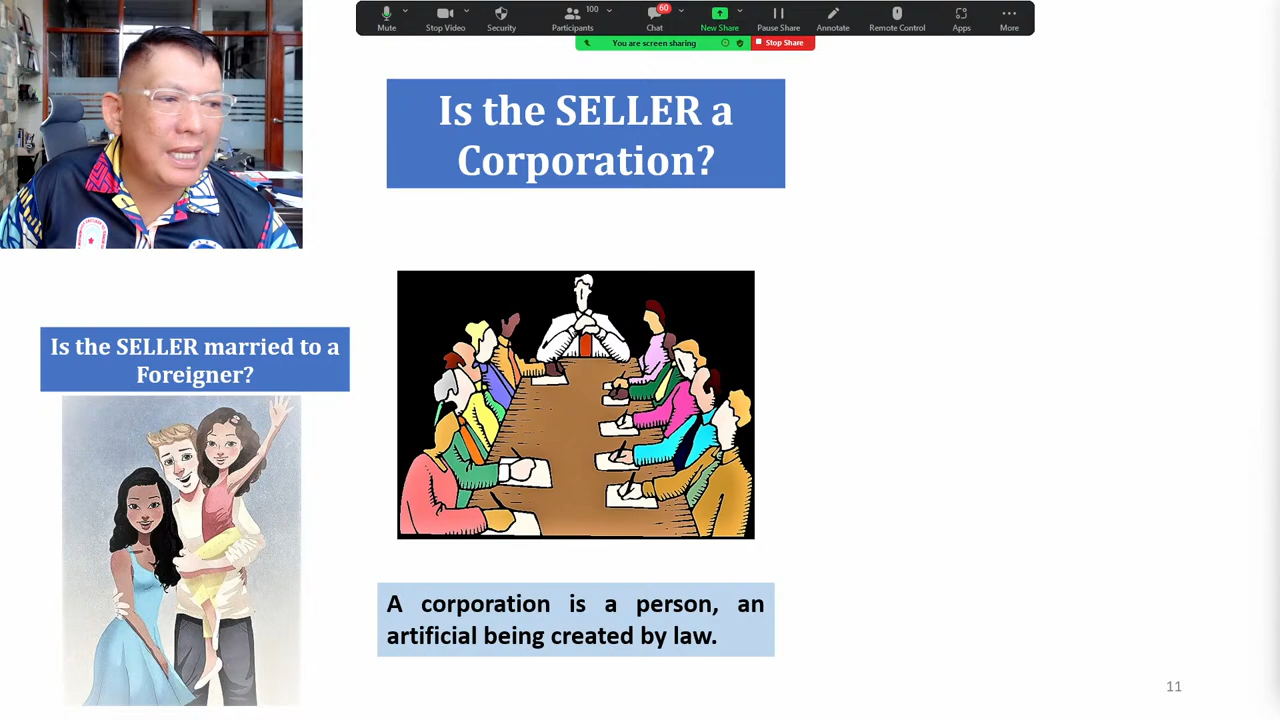 100
60
Mute
Stop Video
Security
Participants
Chat
New Share
Pause Share
Annotate
Remote Control
Apps
More
You are screen sharing
Stop Share
Is the SELLER a
Corporation?
Is the SELLER married to a
Foreigner?
A corporation is a person, an
artificial being created by law.
11